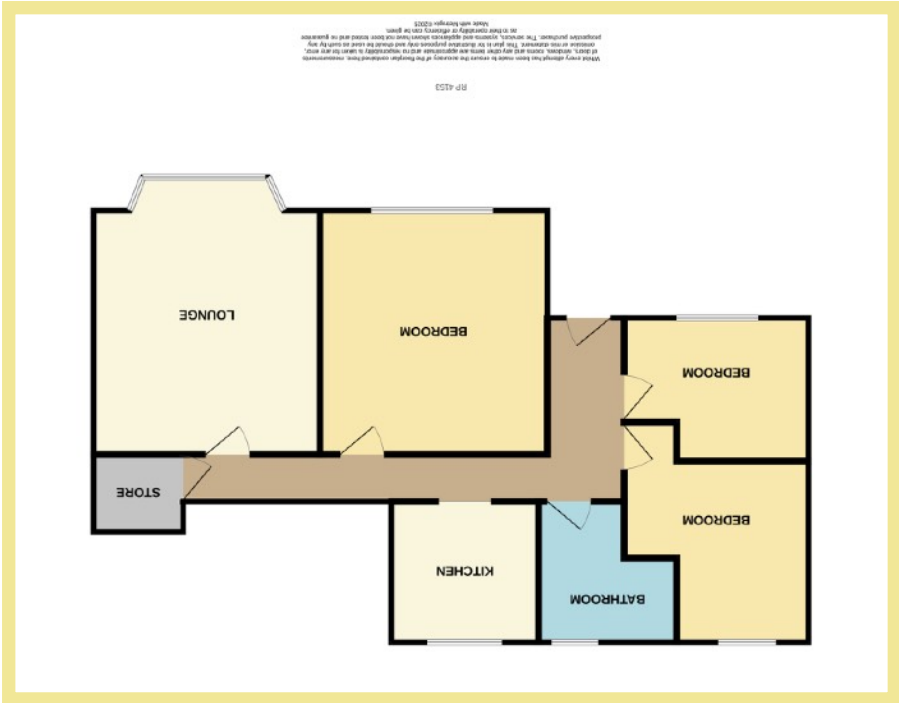 BATHROOM
KITCHEN
BEDROOM
STORE
BEDROOM
BEDROOM
LOUNGE
RP 4153
Whilst every attempt has been made to ensure the accuracy of the floorplan contained here, measurements
of doors, windows, rooms and any other items are approximate and no responsibility is taken for any error,
omission or mis-statement. This plan is for illustrative purposes only and should be used as such by any
prospective purchaser. The services, systems and appliances shown have not been tested and no guarantee
as to their operability or efficiency can be given.
Made with Metropix ©2025